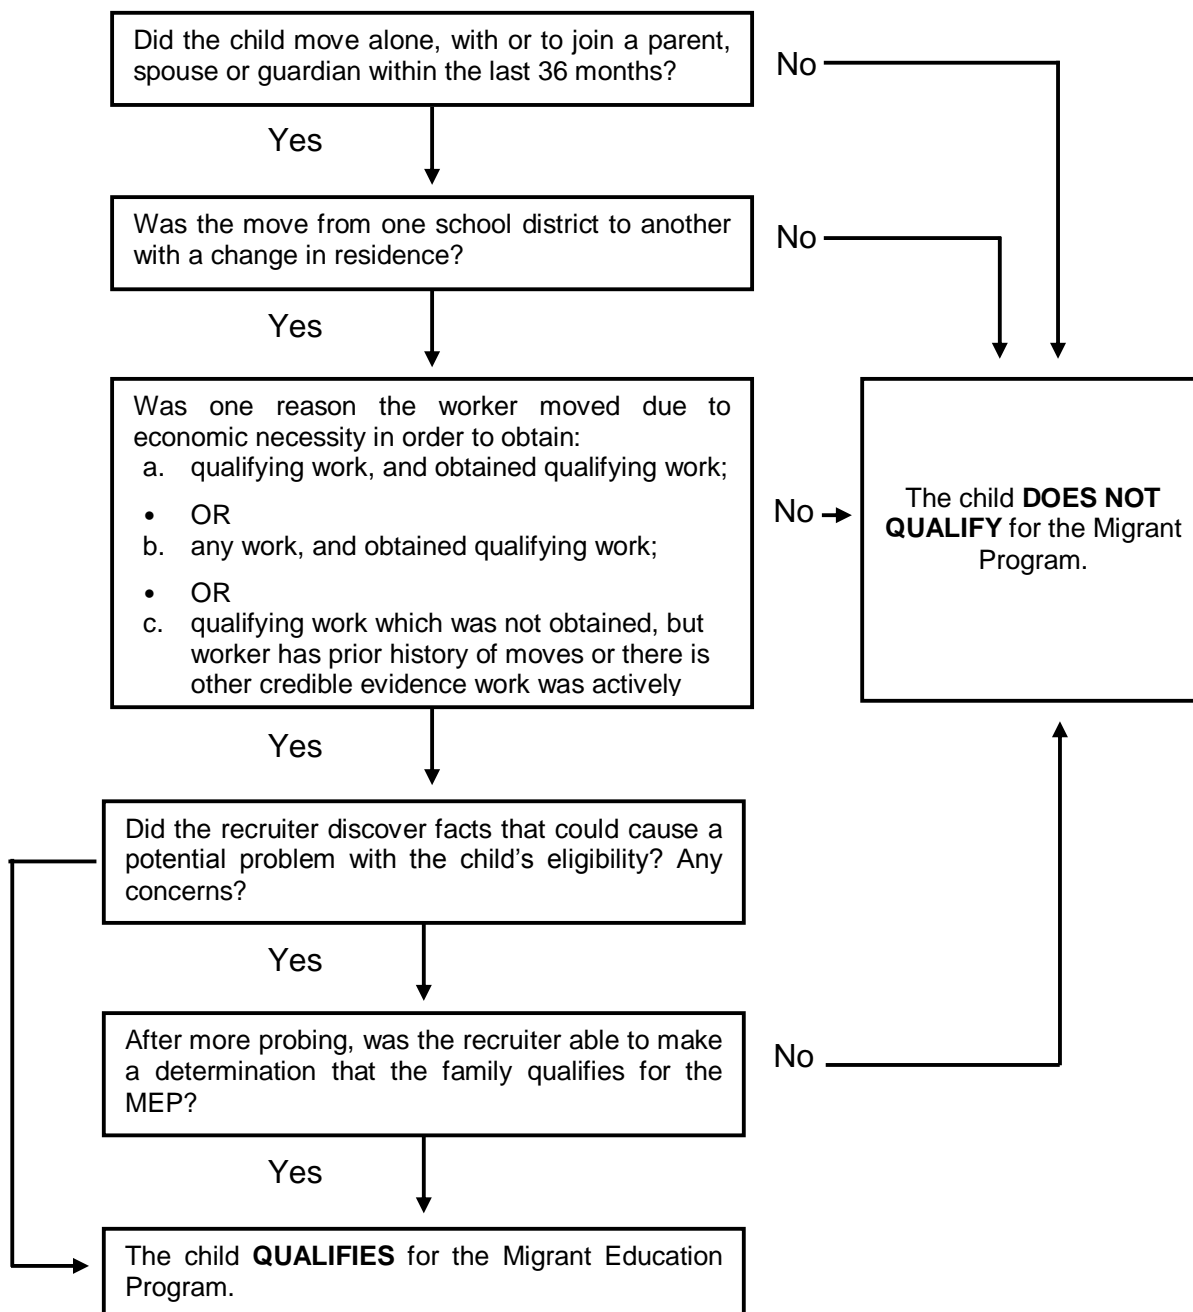 Did the child move alone, with or to join a parent,
spouse or guardian within the last 36 months?
No
Yes
Was the move from one school district to another
with a change in residence?
No
Yes
Was one reason the worker moved due to
economic necessity in order to obtain:
a. qualifying work, and obtained qualifying work;
• OR
b. any work, and obtained qualifying work;
• OR
c. qualifying work which was not obtained, but
worker has prior history of moves or there is
other credible evidence work was actively
No
The child DOES NOT
QUALIFY for the Migrant
Program.
Yes
Did the recruiter discover facts that could cause a
potential problem with the child’s eligibility? Any
concerns?
Yes
After more probing, was the recruiter able to make
a determination that the family qualifies for the
MEP?
No
Yes
The child QUALIFIES for the Migrant Education
Program.